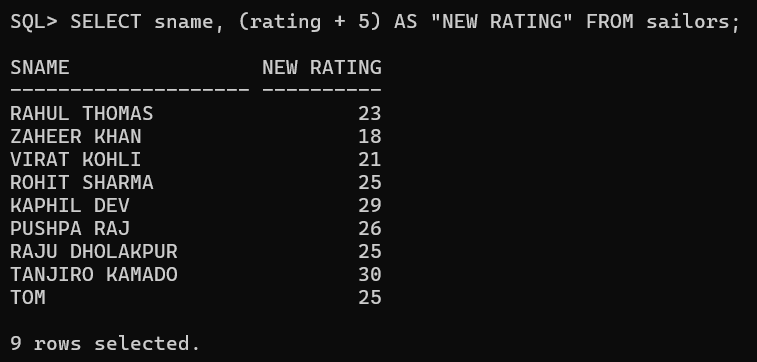 SQL> SELECT sname, (rating + 5) AS "NEW RATING" FROM sailors;
SNAME                NEW RATING
-------------------- ----------
RAHUL THOMAS                 23
ZAHEER KHAN                  18
VIRAT KOHLI                  21
ROHIT SHARMA                 25
KAPHIL DEV                   29
PUSHPA RAJ                   26
RAJU DHOLAKPUR               25
TANJIRO KAMADO               30
TOM                          25
9 rows selected.